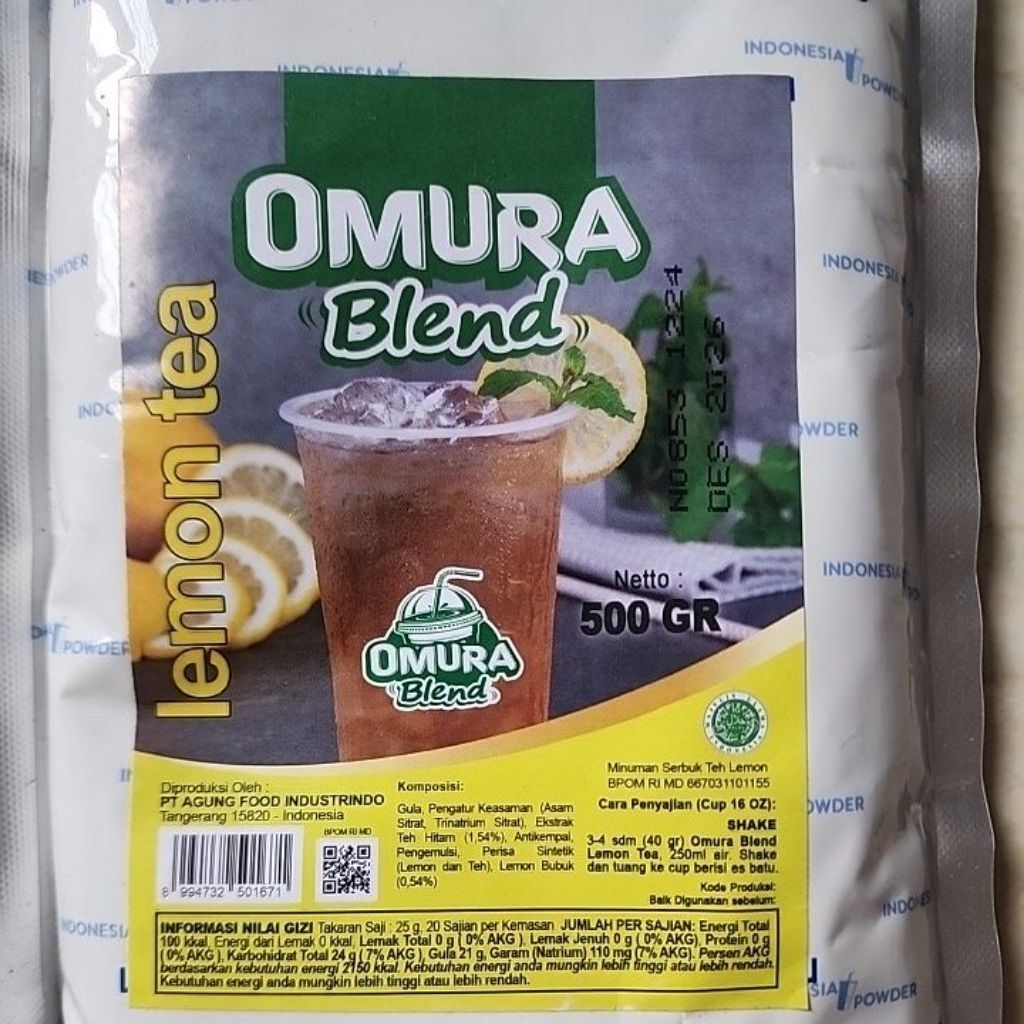 INDONESIA POWDER
INDONESIA
OMURA
Blend
lemon tea
N0853 1224
DES 2026
Netto :
500 GR
OMURA
Blend
Diproduksi Oleh :
PT AGUNG FOOD INDUSTRINDO
Tangerang 15820 - Indonesia
BPOM RI MD
8 994732 501671
Komposisi:
Gula, Pengatur Keasaman (Asam
Sitrat, Trinatrium Sitrat), Ekstrak
Teh Hitam (1,54%), Antikempal,
Pengemulsi, Perisa Sintetik
(Lemon dan Teh), Lemon Bubuk
(0,54%)
Minuman Serbuk Teh Lemon
BPOM RI MD 867031101155
Cara Penyajian (Cup 16 OZ):
SHAKE
3-4 sdm (40 gr) Omura Blend
Lemon Tea, 250ml air. Shake
dan tuang ke cup berisi es batu.
Kode Produksi:
Baik Digunakan sebelum:
INFORMASI NILAI GIZI Takaran Saji : 25 g, 20 Sajian per Kemasan JUMLAH PER SAJIAN: Energi Total
100 kkal, Energi dari Lemak 0 kkal, Lemak Total 0 g ( 0% AKG ), Lemak Jenuh 0 g ( 0% AKG), Protein 0 g
( 0% AKG ), Karbohidrat Total 24 g ( 7% AKG ), Gula 21 g, Garam (Natrium) 110 mg (7% AKG). Persen AKG
berdasarkan kebutuhan energi 2150 kkal. Kebutuhan energi anda mungkin lebih tinggi atau lebih rendah.
Kebutuhan energi anda mungkin lebih tinggi atau lebih rendah.